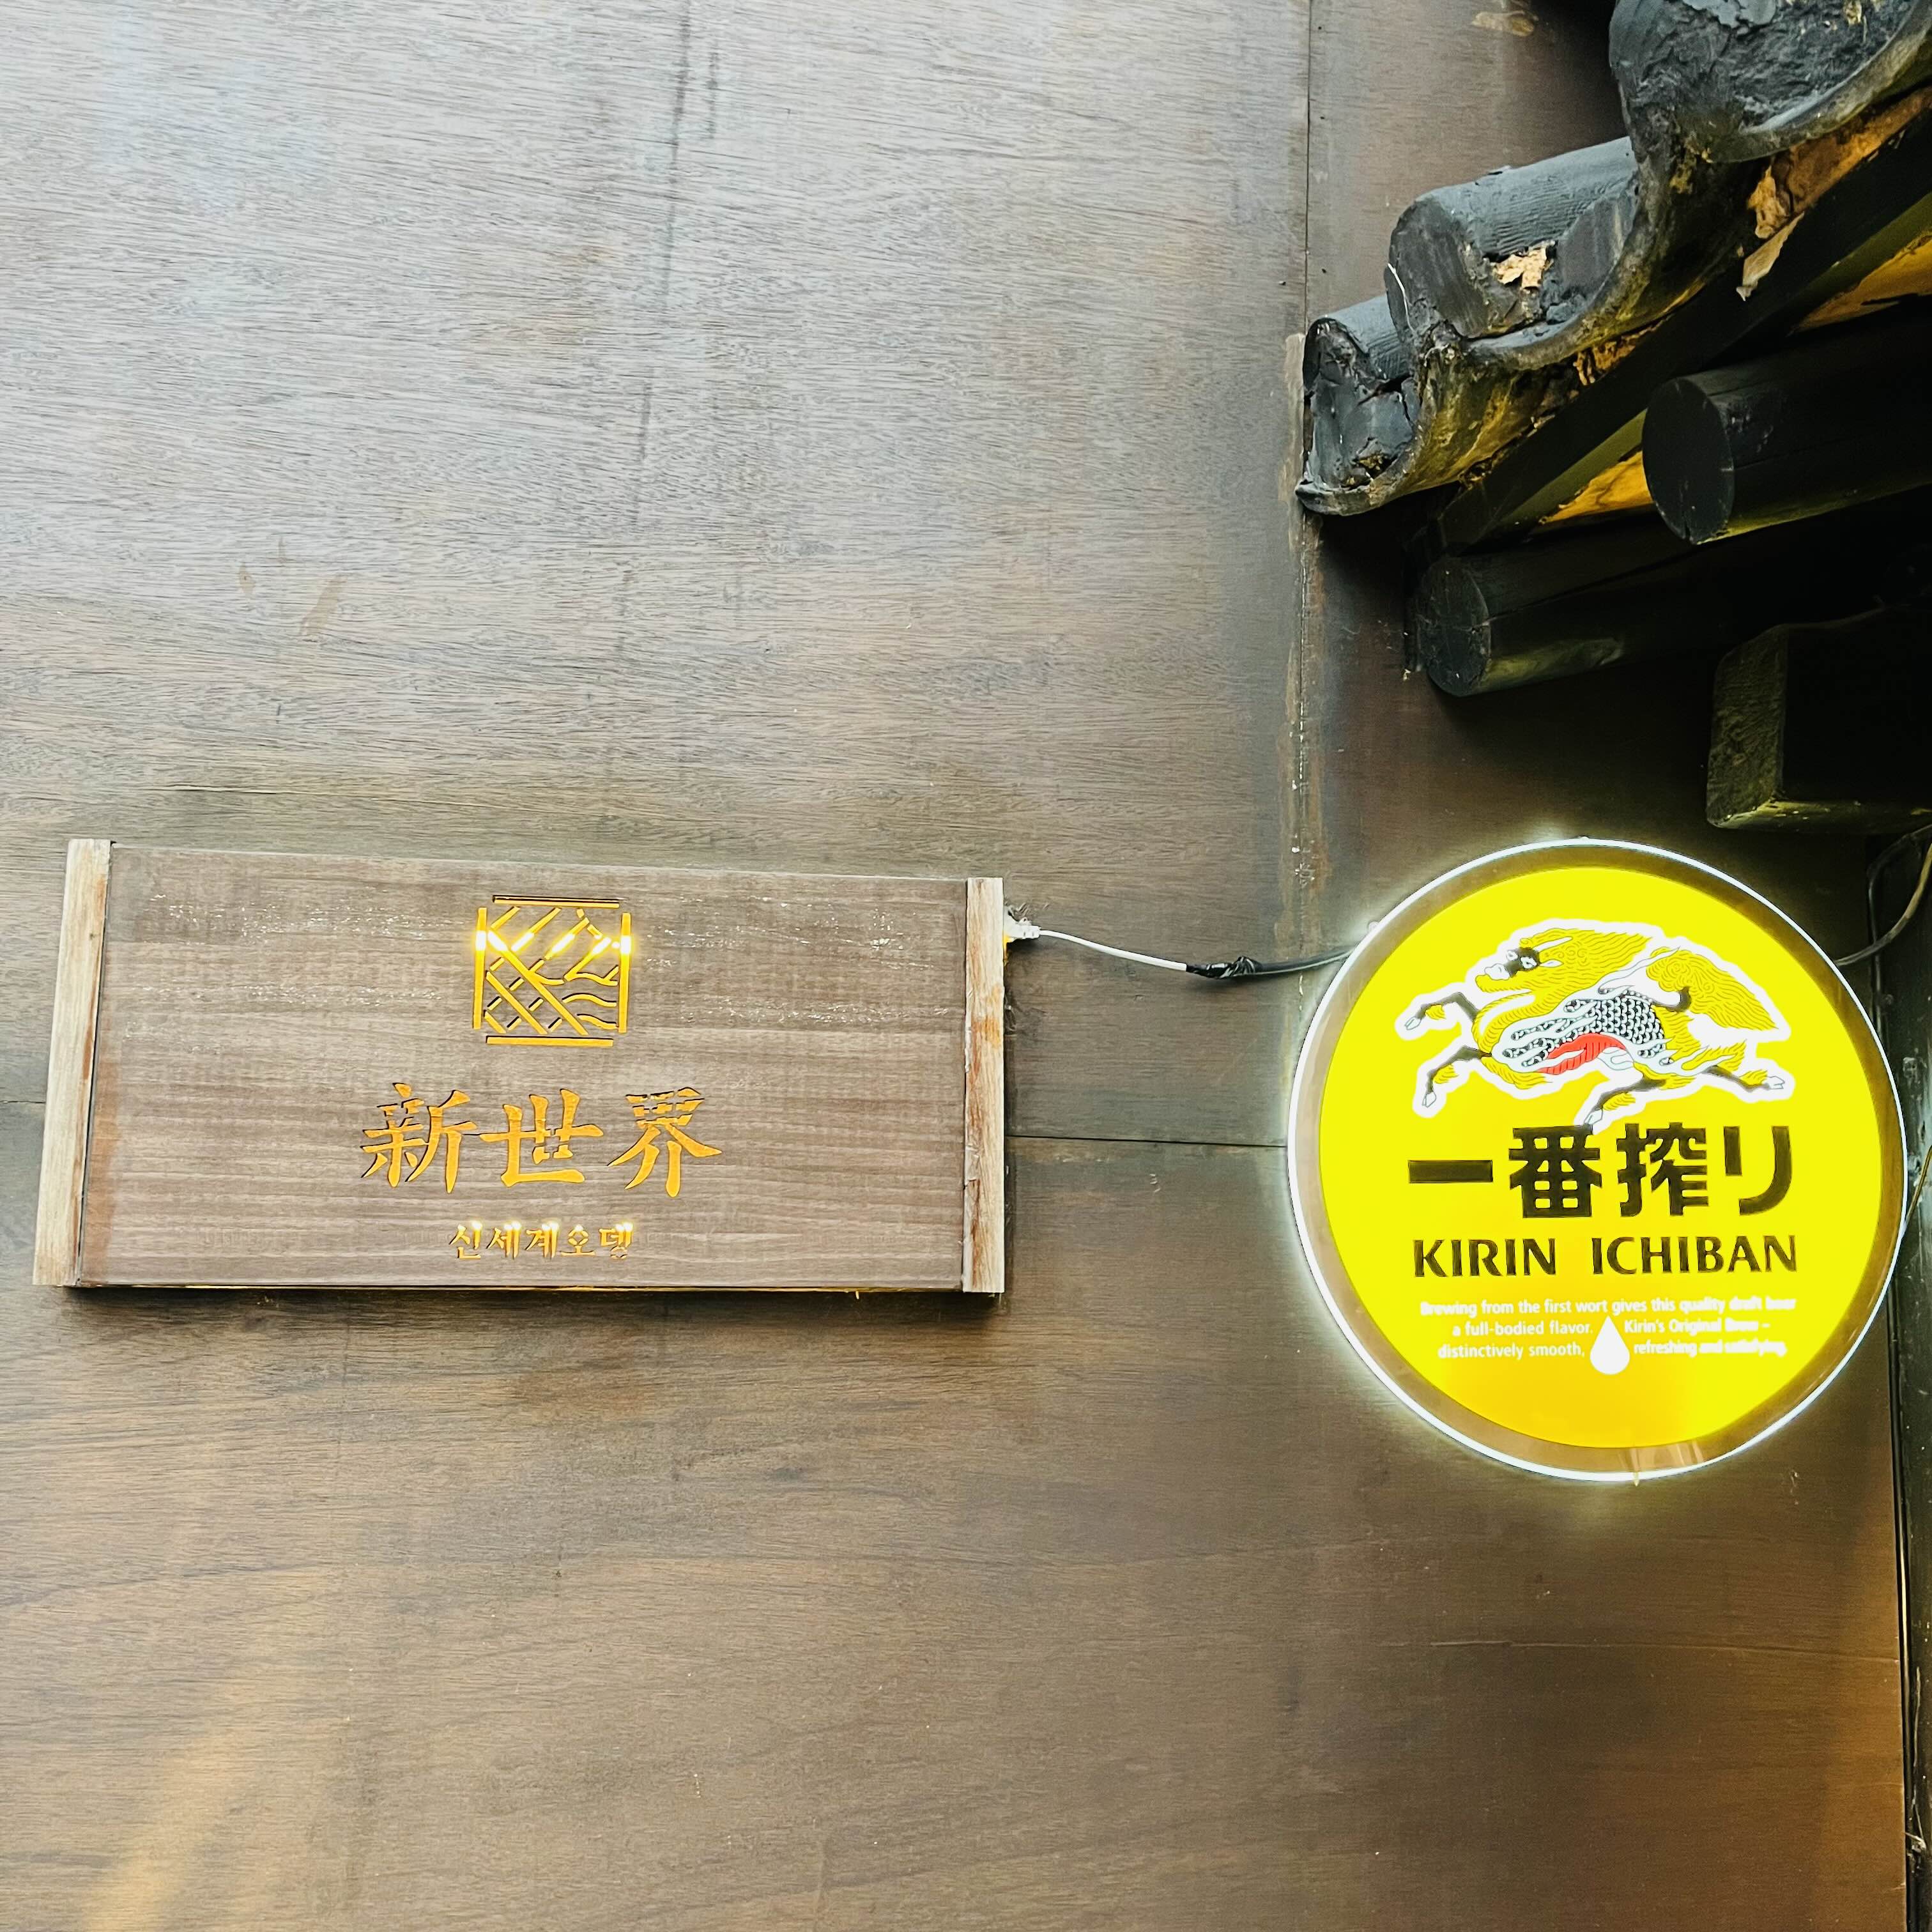 新世界
신세계오뎅
一番搾り
KIRIN ICHIBAN
Brewing from the first wort gives this quality draft beer
a full-bodied flavor. Kirin's Original Brew –
distinctively smooth, refreshing and satisfying.